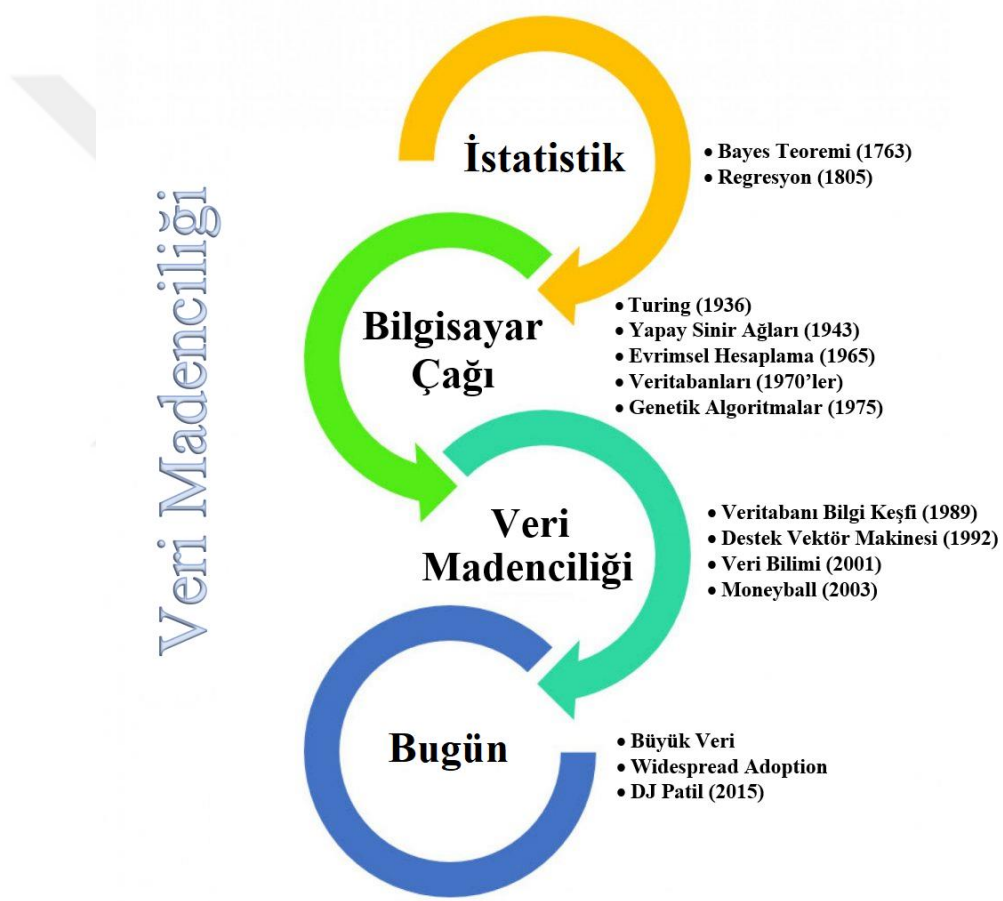 Veri Madenciliği
İstatistik
• Bayes Teoremi (1763)
• Regresyon (1805)
Bilgisayar
Çağı
• Turing (1936)
• Yapay Sinir Ağları (1943)
• Evrimsel Hesaplama (1965)
• Veritabanları (1970’ler)
• Genetik Algoritmalar (1975)
Veri
Madenciliği
• Veritabanı Bilgi Keşfi (1989)
• Destek Vektör Makinesi (1992)
• Veri Bilimi (2001)
• Moneyball (2003)
Bugün
• Büyük Veri
• Widespread Adoption
• DJ Patil (2015)